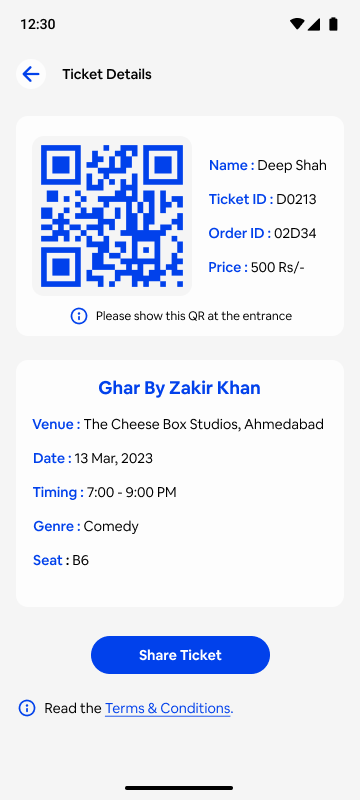 12:30
Ticket Details
Name : Deep Shah
Ticket ID : D0213
Order ID : 02D34
Price : 500 Rs/-
Please show this QR at the entrance
Ghar By Zakir Khan
Venue : The Cheese Box Studios, Ahmedabad
Date : 13 Mar, 2023
Timing : 7:00 - 9:00 PM
Genre : Comedy
Seat : B6
Share Ticket
Read the Terms & Conditions.